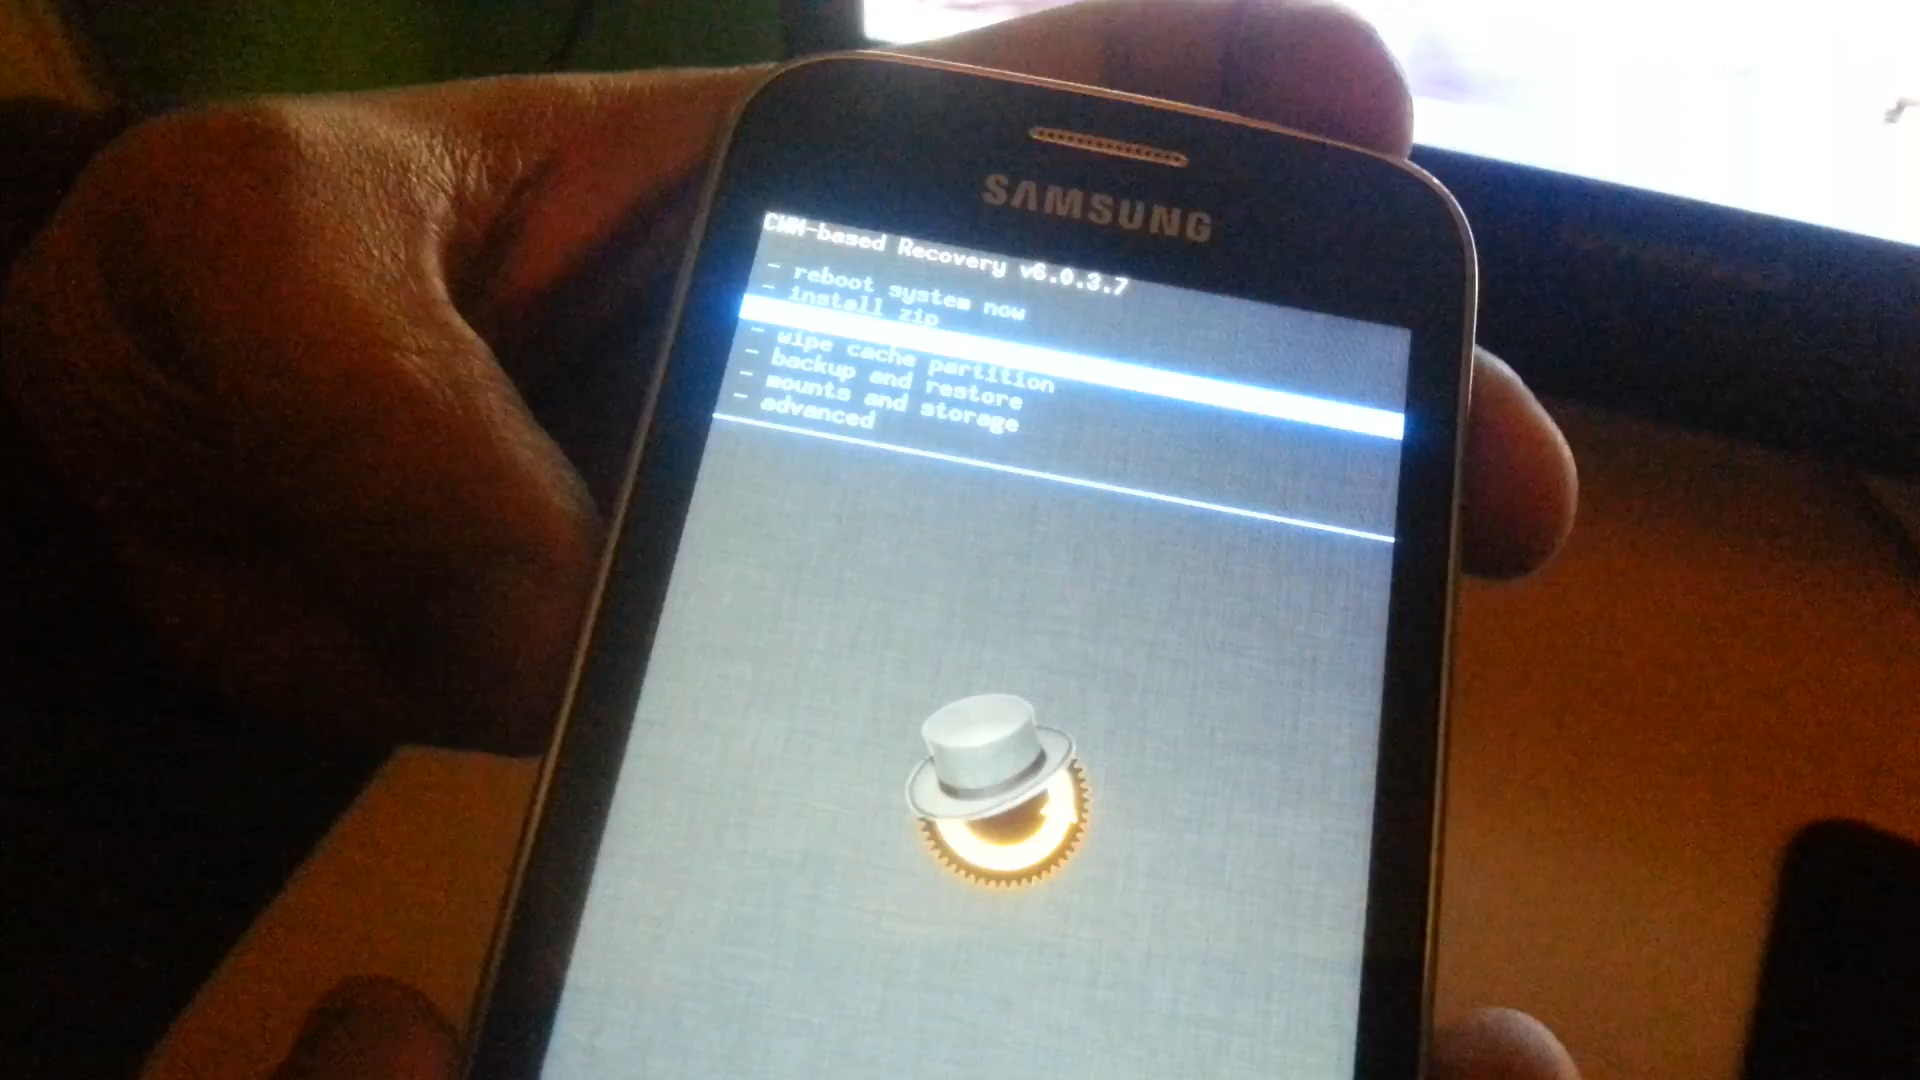 SAMSUNG
CWM-based Recovery v6.0.3.7
- reboot system now
- install zip
- wipe cache partition
- backup and restore
- mounts and storage
- advanced